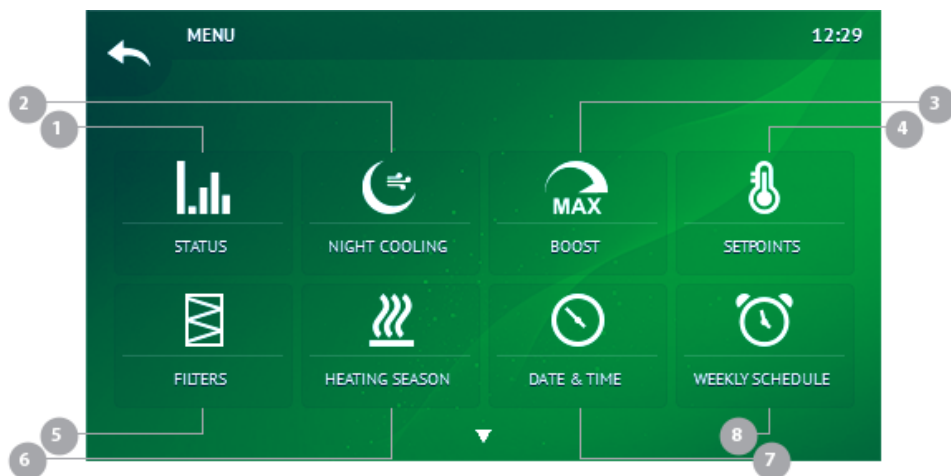 MENU 12:29
2 3
1 4
MAX
STATUS NIGHT COOLING BOOST SETPOINTS
FILTERS HEATING SEASON DATE & TIME WEEKLY SCHEDULE
5 8
6 7